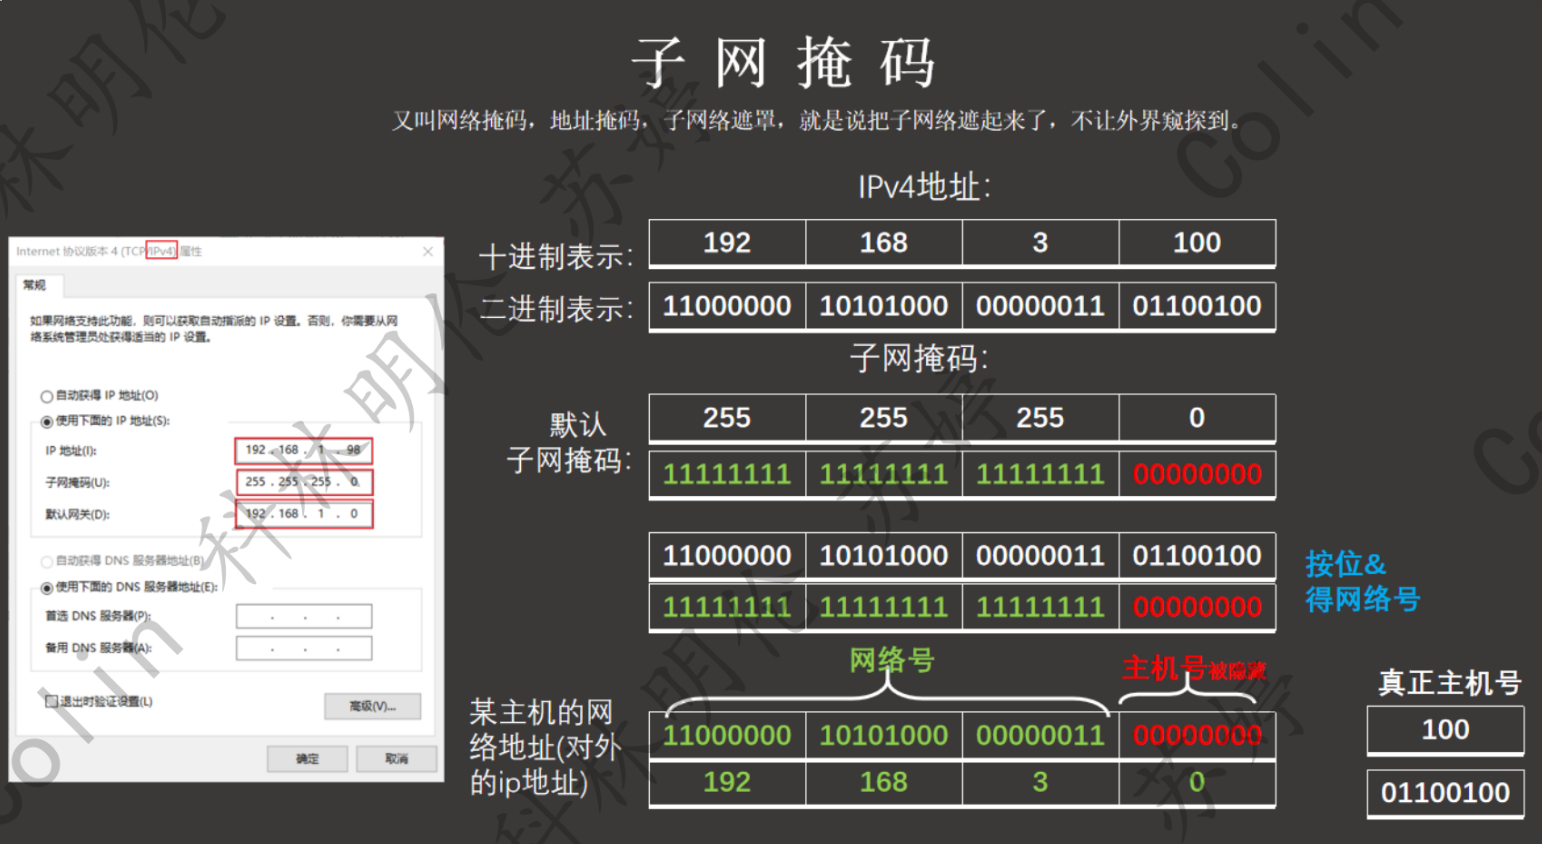 子网掩码
又叫网络掩码，地址掩码，子网络遮罩，就是说把子网络遮起来了，不让外界窥探到。
Internet 协议版本 4 (TCP/IPv4) 属性
常规
如果网络支持此功能，则可以获取自动指派的 IP 设置。否则，你需要从网
络系统管理员处获得适当的 IP 设置。
自动获得 IP 地址(O)
使用下面的 IP 地址(S):
IP 地址(I): 192 . 168 . 1 . 98
子网掩码(U): 255 . 255 . 255 . 0
默认网关(D): 192 . 168 . 1 . 0
自动获得 DNS 服务器地址(B)
使用下面的 DNS 服务器地址(E):
首选 DNS 服务器(P): . . .
备用 DNS 服务器(A): . . .
退出时验证设置(L)
高级(V)...
确定 取消
IPv4地址：
十进制表示： 192 168 3 100
二进制表示： 11000000 10101000 00000011 01100100
子网掩码：
默认
子网掩码：
255 255 255 0
11111111 11111111 11111111 00000000
11000000 10101000 00000011 01100100
11111111 11111111 11111111 00000000
按位&
得网络号
网络号
主机号被隐藏
某主机的网
络地址(对外
的ip地址)
11000000 10101000 00000011 00000000
192 168 3 0
真正主机号
100
01100100
科林明伦
苏婷
Colin